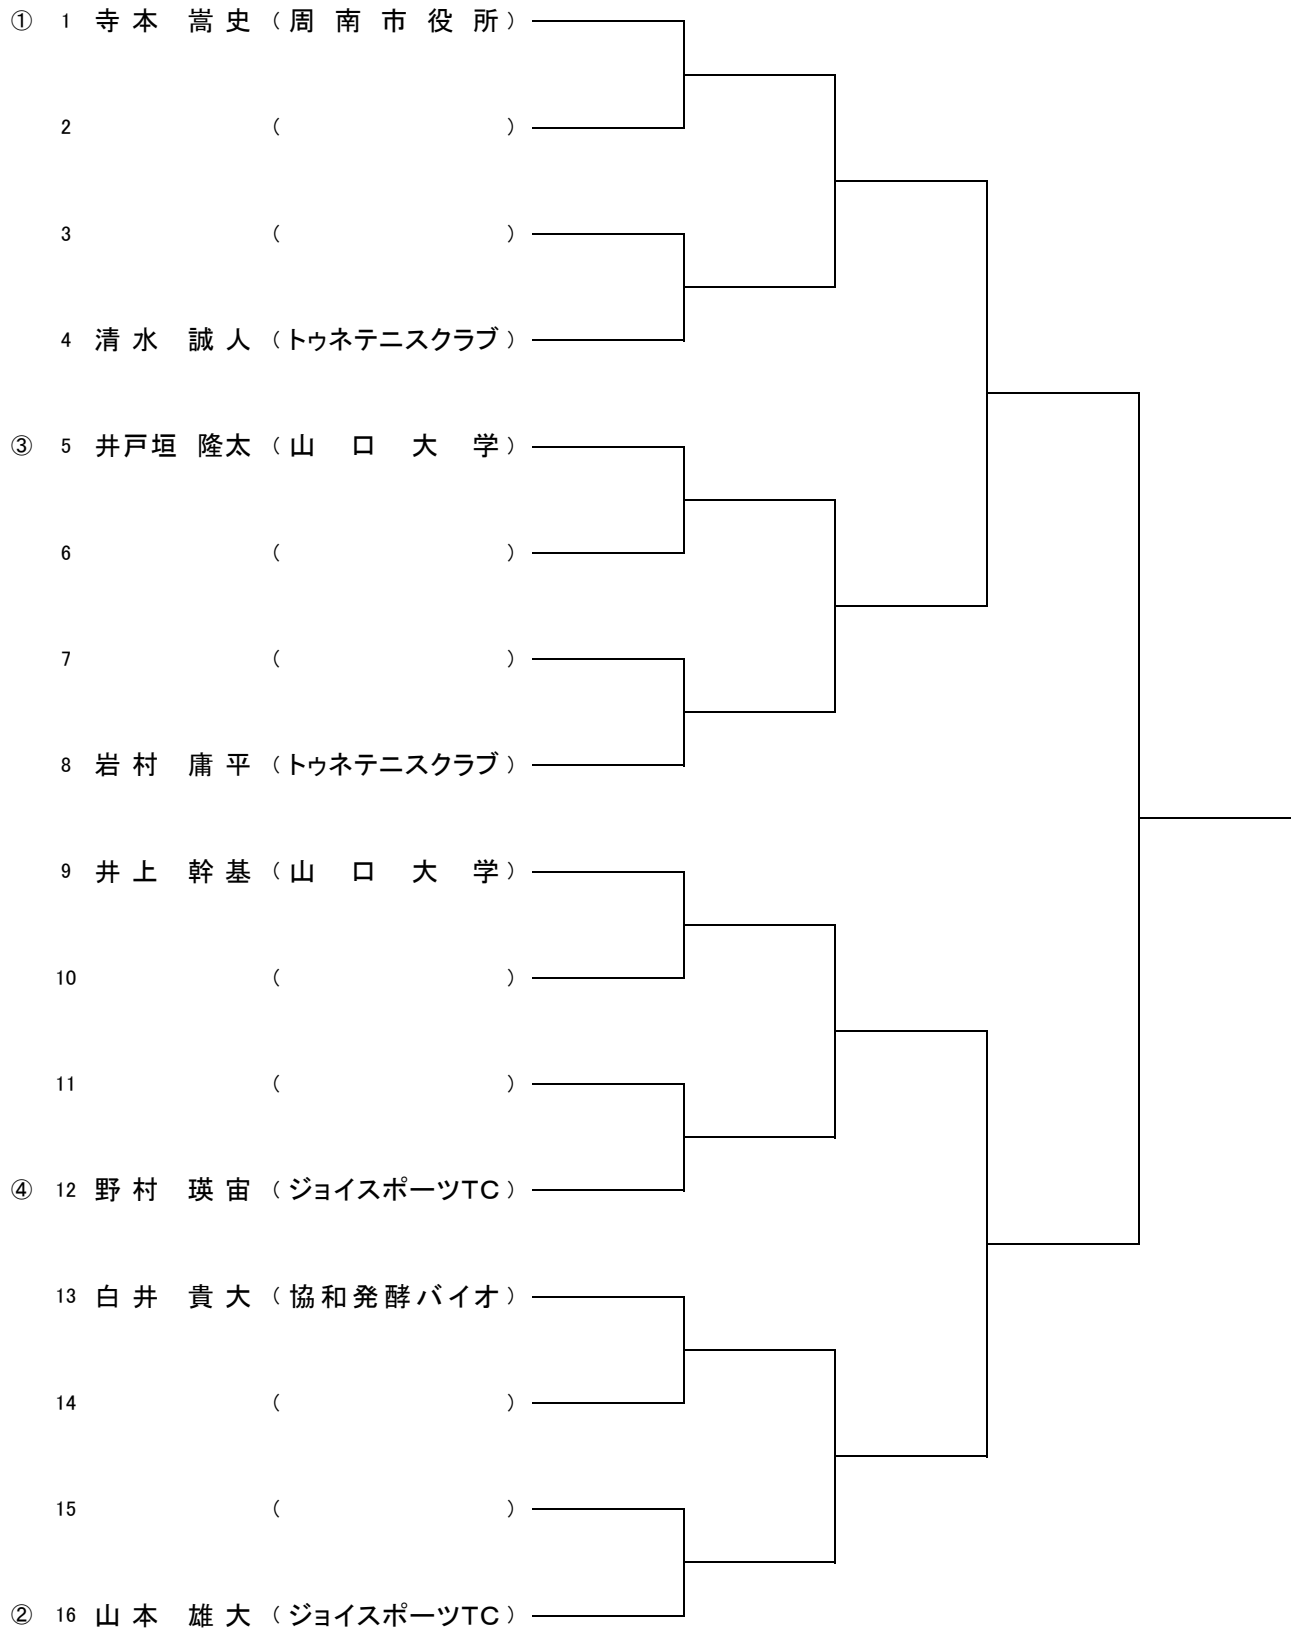 ① 1 寺本 嵩史 (周南市役所)
2 ( )
3 ( )
4 清水 誠人 (トゥネテニスクラブ)
③ 5 井戸垣 隆太 (山口大学)
6 ( )
7 ( )
8 岩村 庸平 (トゥネテニスクラブ)
9 井上 幹基 (山口大学)
10 ( )
11 ( )
④ 12 野村 瑛宙 (ジョイスポーツTC)
13 白井 貴大 (協和発酵バイオ)
14 ( )
15 ( )
② 16 山本 雄大 (ジョイスポーツTC)